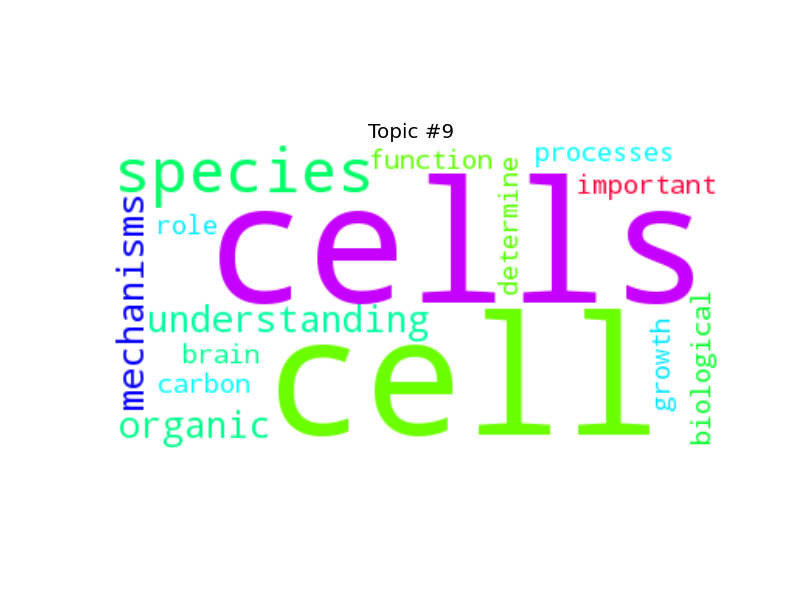 Topic #9
species
function
determine
processes
important
mechanisms
role
cells
understanding
brain
carbon
organic
cell
growth
biological